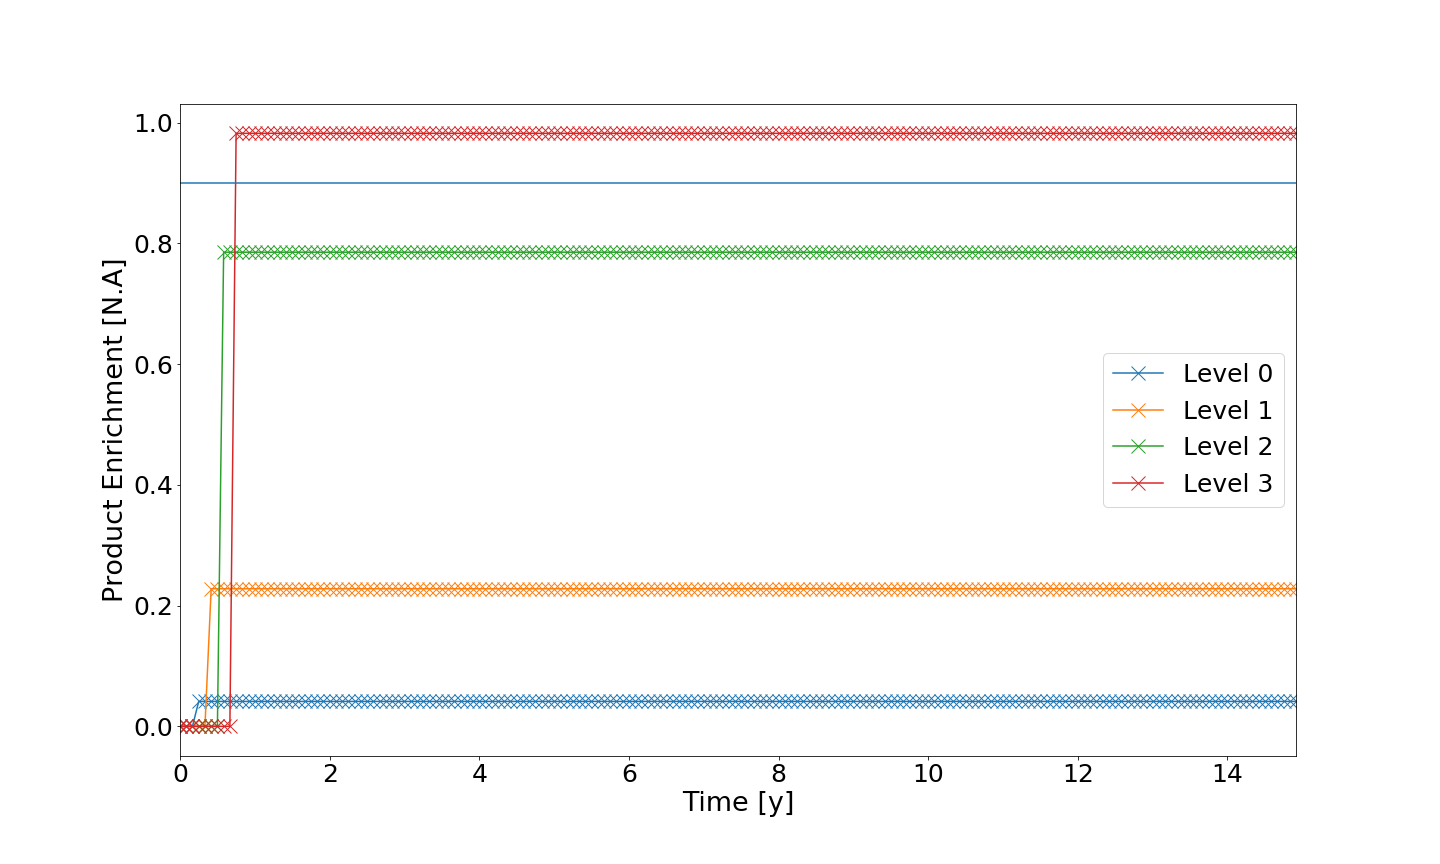 1.0
0.8
0.6
0.4
0.2
0.0
Product Enrichment [N.A]
Level 0
Level 1
Level 2
Level 3
0 2 4 6 8 10 12 14
Time [y]